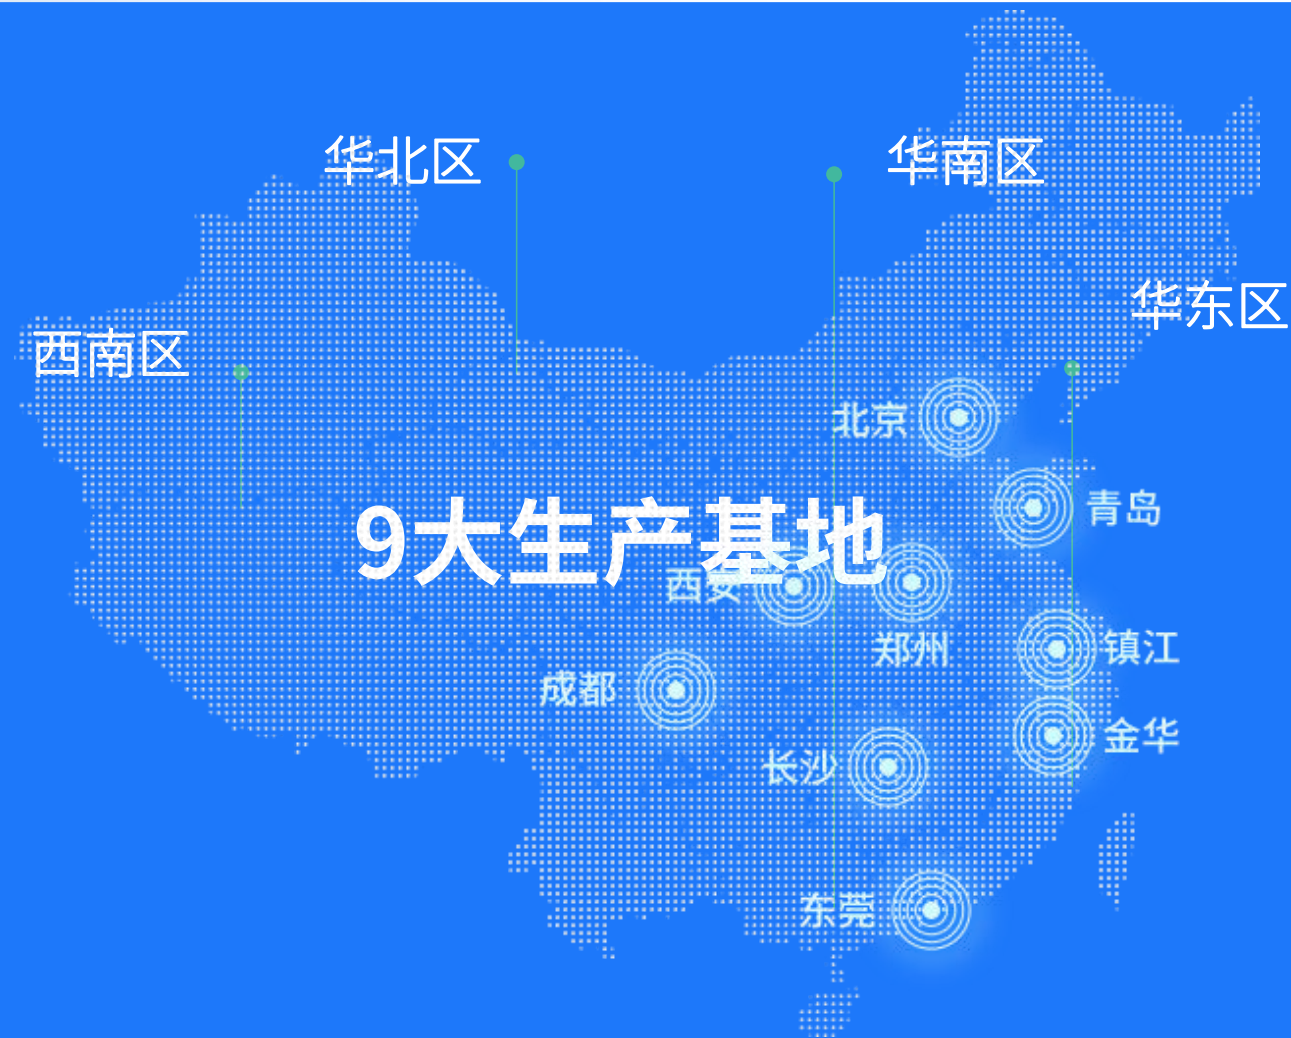 华北区
华南区
华东区
西南区
北京
青岛
9大生产基地
西安
郑州
镇江
成都
金华
长沙
东莞